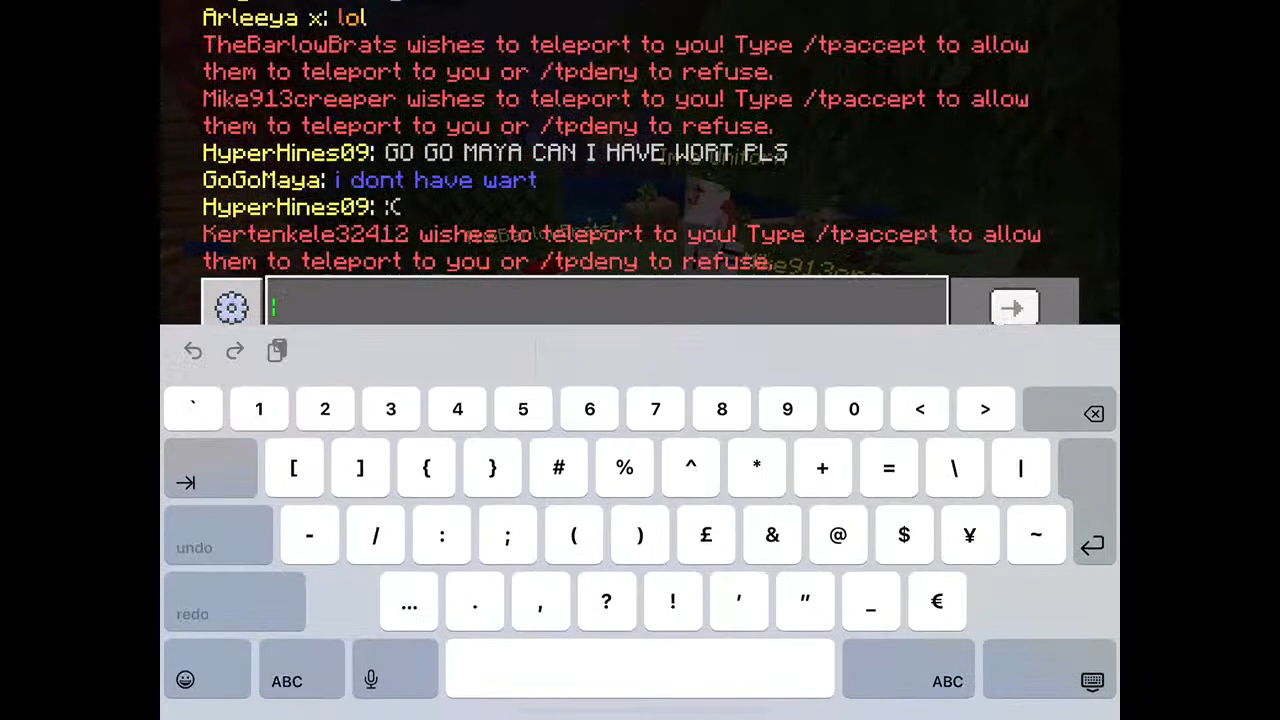 Arleeya x: lol
TheBarlowBrats wishes to teleport to you! Type /tpaccept to allow
them to teleport to you or /tpdeny to refuse.
Mike913creeper wishes to teleport to you! Type /tpaccept to allow
them to teleport to you or /tpdeny to refuse.
HyperHines09: GO GO MAYA CAN I HAVE WORT PLS
GoGoMaya: i dont have wart
HyperHines09: :C
Kertenkele32412 wishes to teleport to you! Type /tpaccept to allow
them to teleport to you or /tpdeny to refuse.
` 1 2 3 4 5 6 7 8 9 0 < >
[ ] { } # % ^ * + = \ |
undo - / : ; ( ) £ & @ $ ¥ ~
redo … . , ? ! ' " _ €
ABC ABC